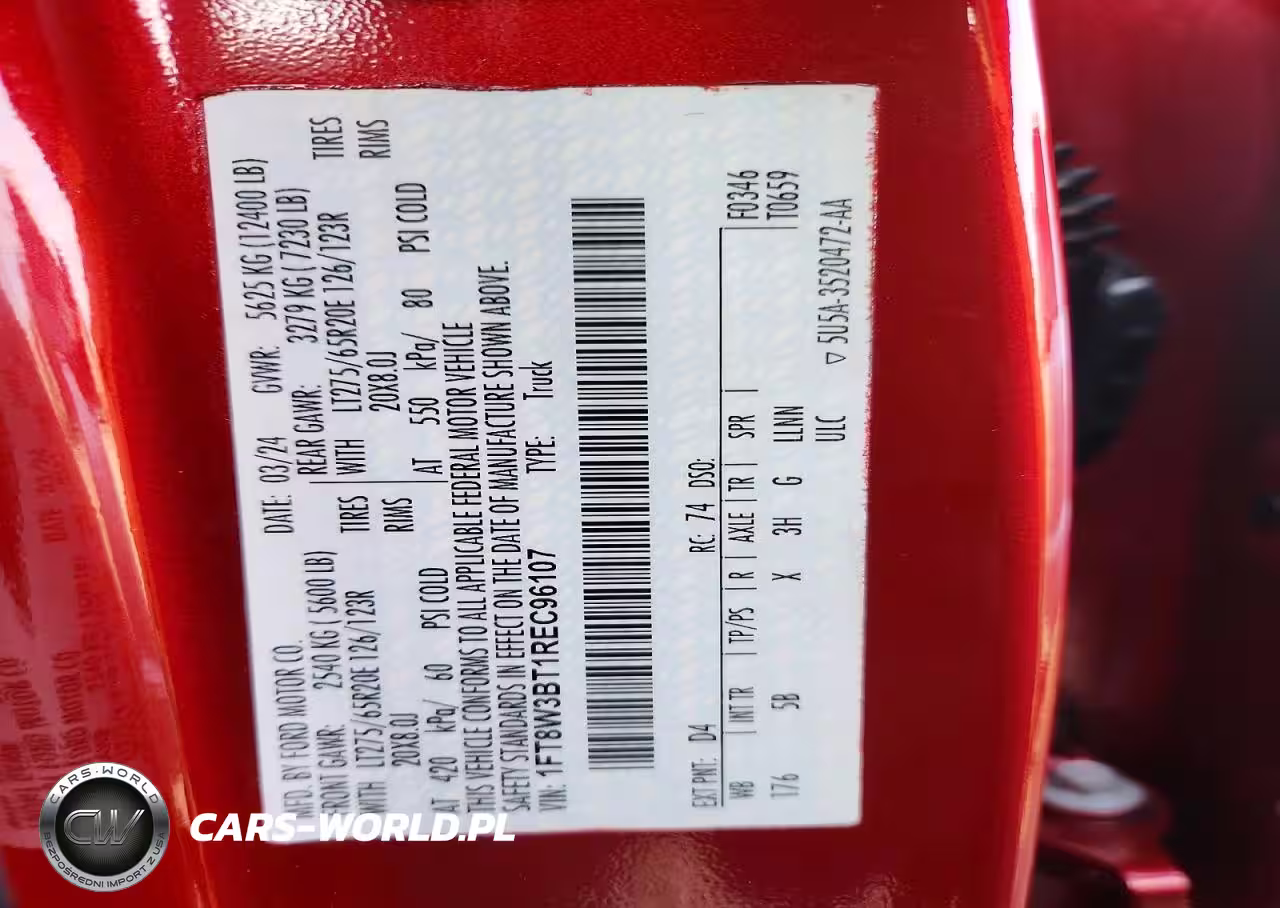 MFD. BY FORD MOTOR CO.
DATE: 03/24 GVWR: 5625 KG (12400 LB)
FRONT GAWR: 2540 KG ( 5600 LB)
REAR GAWR: 3279 KG ( 7230 LB)
WITH LT275/65R20E 126/123R TIRES
WITH LT275/65R20E 126/123R TIRES
20X8.0J RIMS
20X8.0J RIMS
AT 420 kPa/ 60 PSI COLD
AT 550 kPa/ 80 PSI COLD
THIS VEHICLE CONFORMS TO ALL APPLICABLE FEDERAL MOTOR VEHICLE
SAFETY STANDARDS IN EFFECT ON THE DATE OF MANUFACTURE SHOWN ABOVE.
VIN: 1FT8W3BT1REC96107 TYPE: Truck
EXT PNT: D4 RC: 74 DSO:
WB | INT TR | TP/PS | R | AXLE | TR | SPR | F0346
176 5B X 3H G LLNN T0659
ULC ▽ 5U5A-3520472-AA
CARS-WORLD
CW
BEZPOŚREDNI IMPORT Z USA
CARS-WORLD.PL